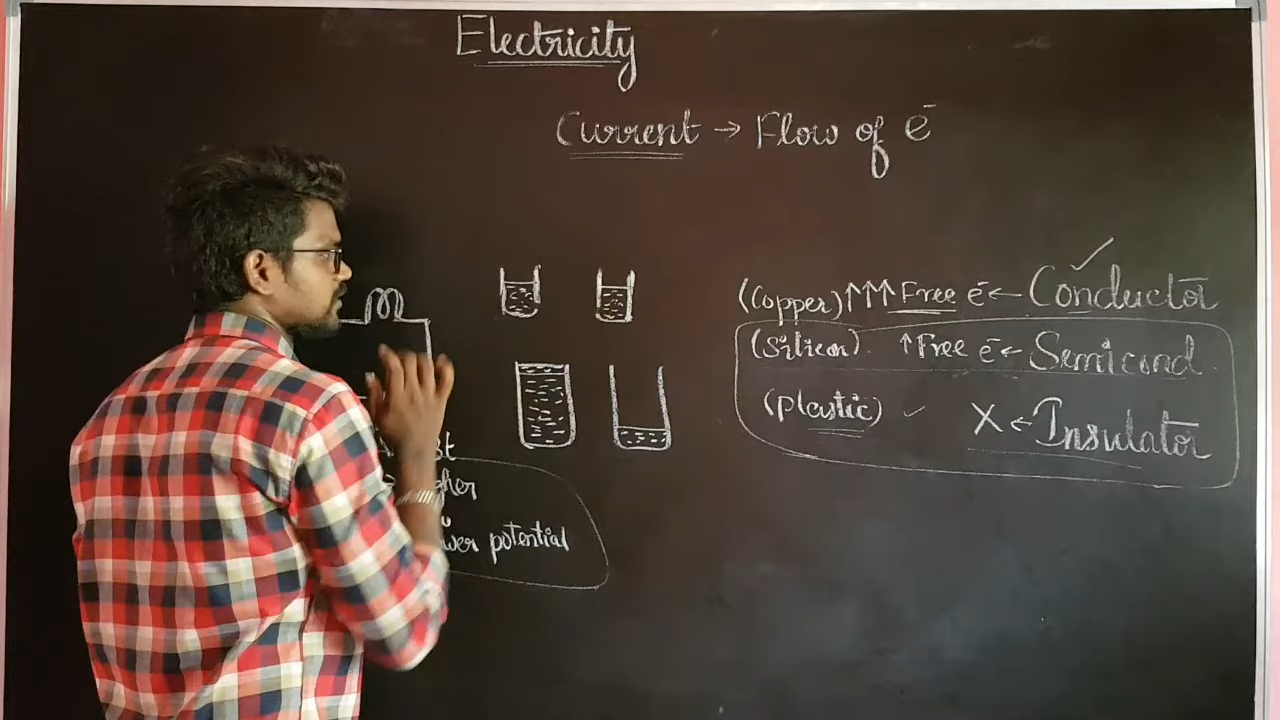 Electricity
Current → Flow of e⁻
(Copper) ↑↑↑ Free e⁻ ← Conductor
(Silicon). ↑ Free e⁻ ← Semicond
(plastic) ✓ X ← Insulator
potential